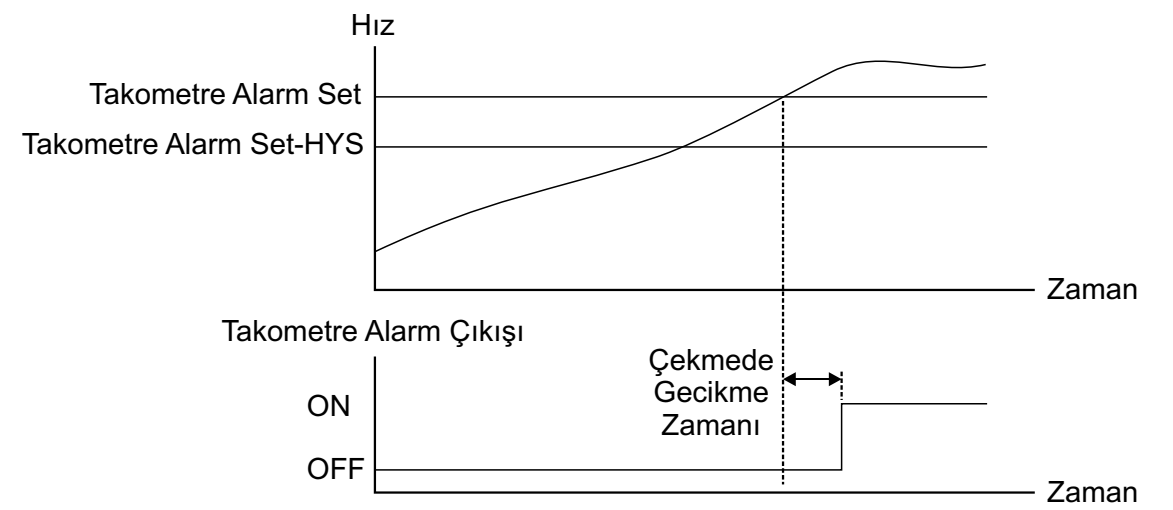 Hız
Takometre Alarm Set
Takometre Alarm Set-HYS
Zaman
Takometre Alarm Çıkışı
Çekmede
Gecikme
Zamanı
ON
OFF
Zaman